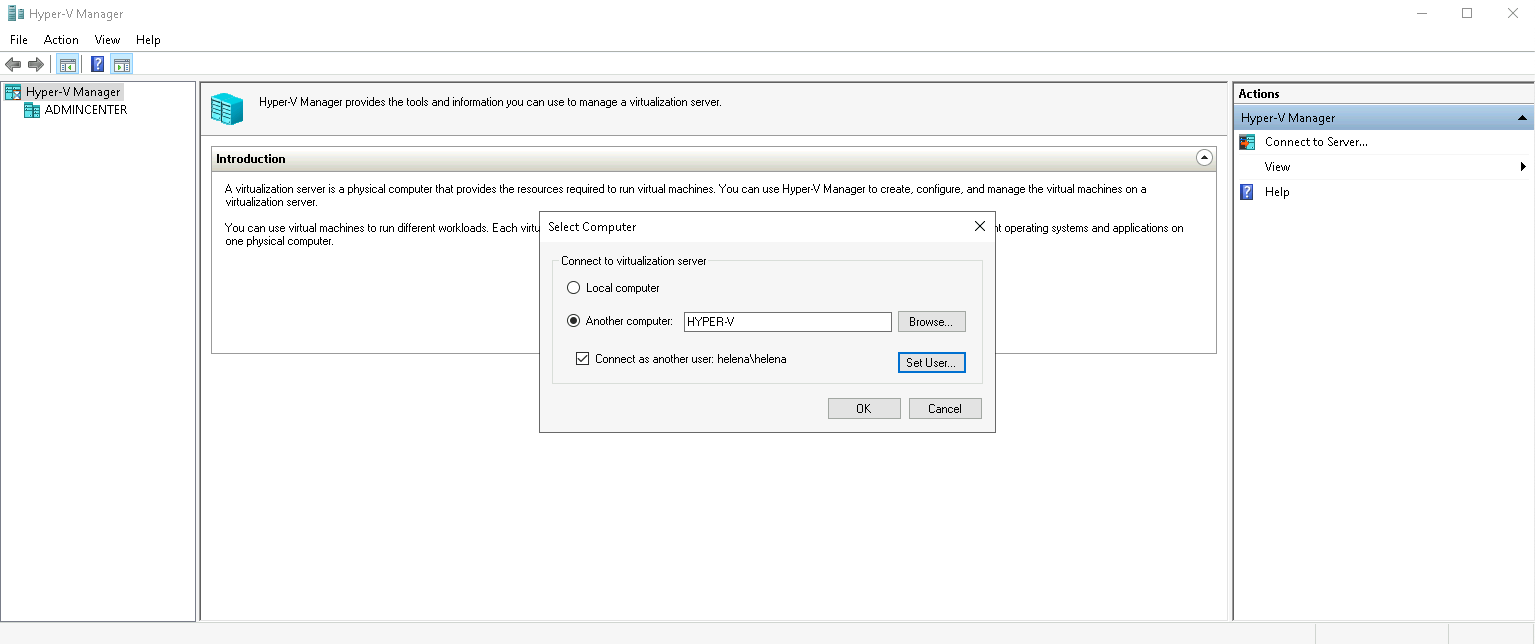 Hyper-V Manager
File Action View Help
Hyper-V Manager
ADMINCENTER
Hyper-V Manager provides the tools and information you can use to manage a virtualization server.
Introduction
A virtualization server is a physical computer that provides the resources required to run virtual machines. You can use Hyper-V Manager to create, configure, and manage the virtual machines on a
virtualization server.
You can use virtual machines to run different workloads. Each operating systems and applications on
one physical computer.
Select Computer
Connect to virtualization server
Local computer
Another computer: HYPER-V Browse...
Connect as another user: helena\helena Set User...
OK Cancel
Actions
Hyper-V Manager
Connect to Server...
View
Help